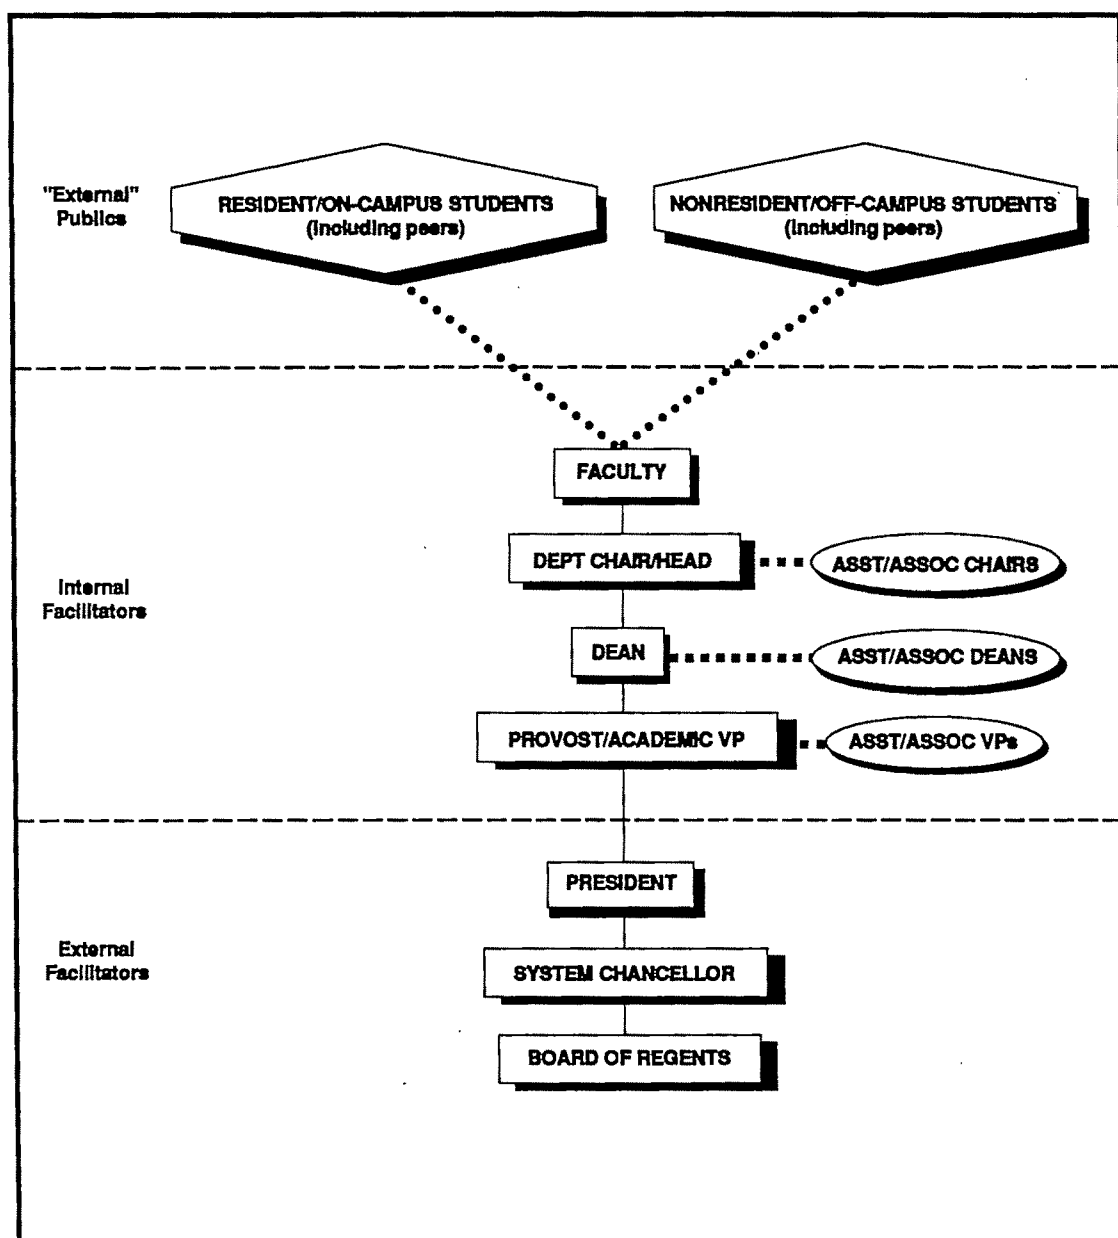 "External"
Publics
RESIDENT/ON-CAMPUS STUDENTS
(including peers)
NONRESIDENT/OFF-CAMPUS STUDENTS
(including peers)
FACULTY
Internal
Facilitators
DEPT CHAIR/HEAD
ASST/ASSOC CHAIRS
DEAN
ASST/ASSOC DEANS
PROVOST/ACADEMIC VP
ASST/ASSOC VPs
External
Facilitators
PRESIDENT
SYSTEM CHANCELLOR
BOARD OF REGENTS